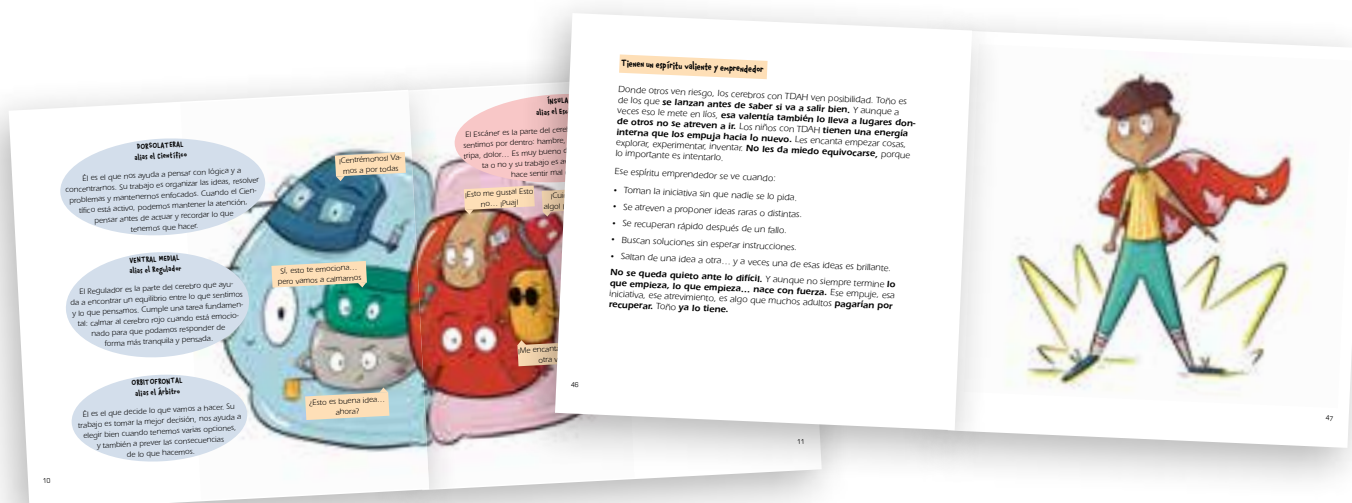 DORSOLATERAL
alias el Científico
Él es el que nos ayuda a pensar con lógica y a
concentrarnos. Su trabajo es organizar las ideas, resolver
problemas y mantenernos enfocados. Cuando el Cien-
tífico está activo, podemos mantener la atención,
pensar antes de actuar y recordar lo que
tenemos que hacer.
VENTRAL MEDIAL
alias el Regulador
El Regulador es la parte del cerebro que ayu-
da a encontrar un equilibrio entre lo que sentimos
y lo que pensamos. Cumple una tarea fundamen-
tal: calmar al cerebro rojo cuando está emocio-
nado para que podamos responder de
forma más tranquila y pensada.
ORBITOFRONTAL
alias el Árbitro
Él es el que decide lo que vamos a hacer. Su
trabajo es tomar la mejor decisión, nos ayuda a
elegir bien cuando tenemos varias opciones,
y también a prever las consecuencias
de lo que hacemos.
10
¡Centrémonos! Va-
mos a por todas
Sí, esto te emociona...
pero vamos a calmarnos
¿Esto es buena idea...
ahora?
ÍNSULA
alias el
El Escáner es la parte del
sentimos por dentro: hambre,
tripa, dolor... Es muy bueno
ta o no y su trabajo es
hace sentir mal
¡Esto me gusta! Esto
no... ¡Puaj!
algo!
¡Me
otra
11
Tienen un espíritu valiente y emprendedor
Donde otros ven riesgo, los cerebros con TDAH ven posibilidad. Toño es
de los que se lanzan antes de saber si va a salir bien. Y aunque a
veces eso le mete en líos, esa valentía también lo lleva a lugares don-
de otros no se atreven a ir. Los niños con TDAH tienen una energía
interna que los empuja hacia lo nuevo. Les encanta empezar cosas,
explorar, experimentar, inventar. No les da miedo equivocarse, porque
lo importante es intentarlo.
Ese espíritu emprendedor se ve cuando:
• Toman la iniciativa sin que nadie se lo pida.
• Se atreven a proponer ideas raras o distintas.
• Se recuperan rápido después de un fallo.
• Buscan soluciones sin esperar instrucciones.
• Saltan de una idea a otra... y a veces una de esas ideas es brillante.
No se queda quieto ante lo difícil. Y aunque no siempre termine lo
que empieza, lo que empieza... nace con fuerza. Ese empuje, esa
iniciativa, ese atrevimiento, es algo que muchos adultos pagarían por
recuperar. Toño ya lo tiene.
46
47